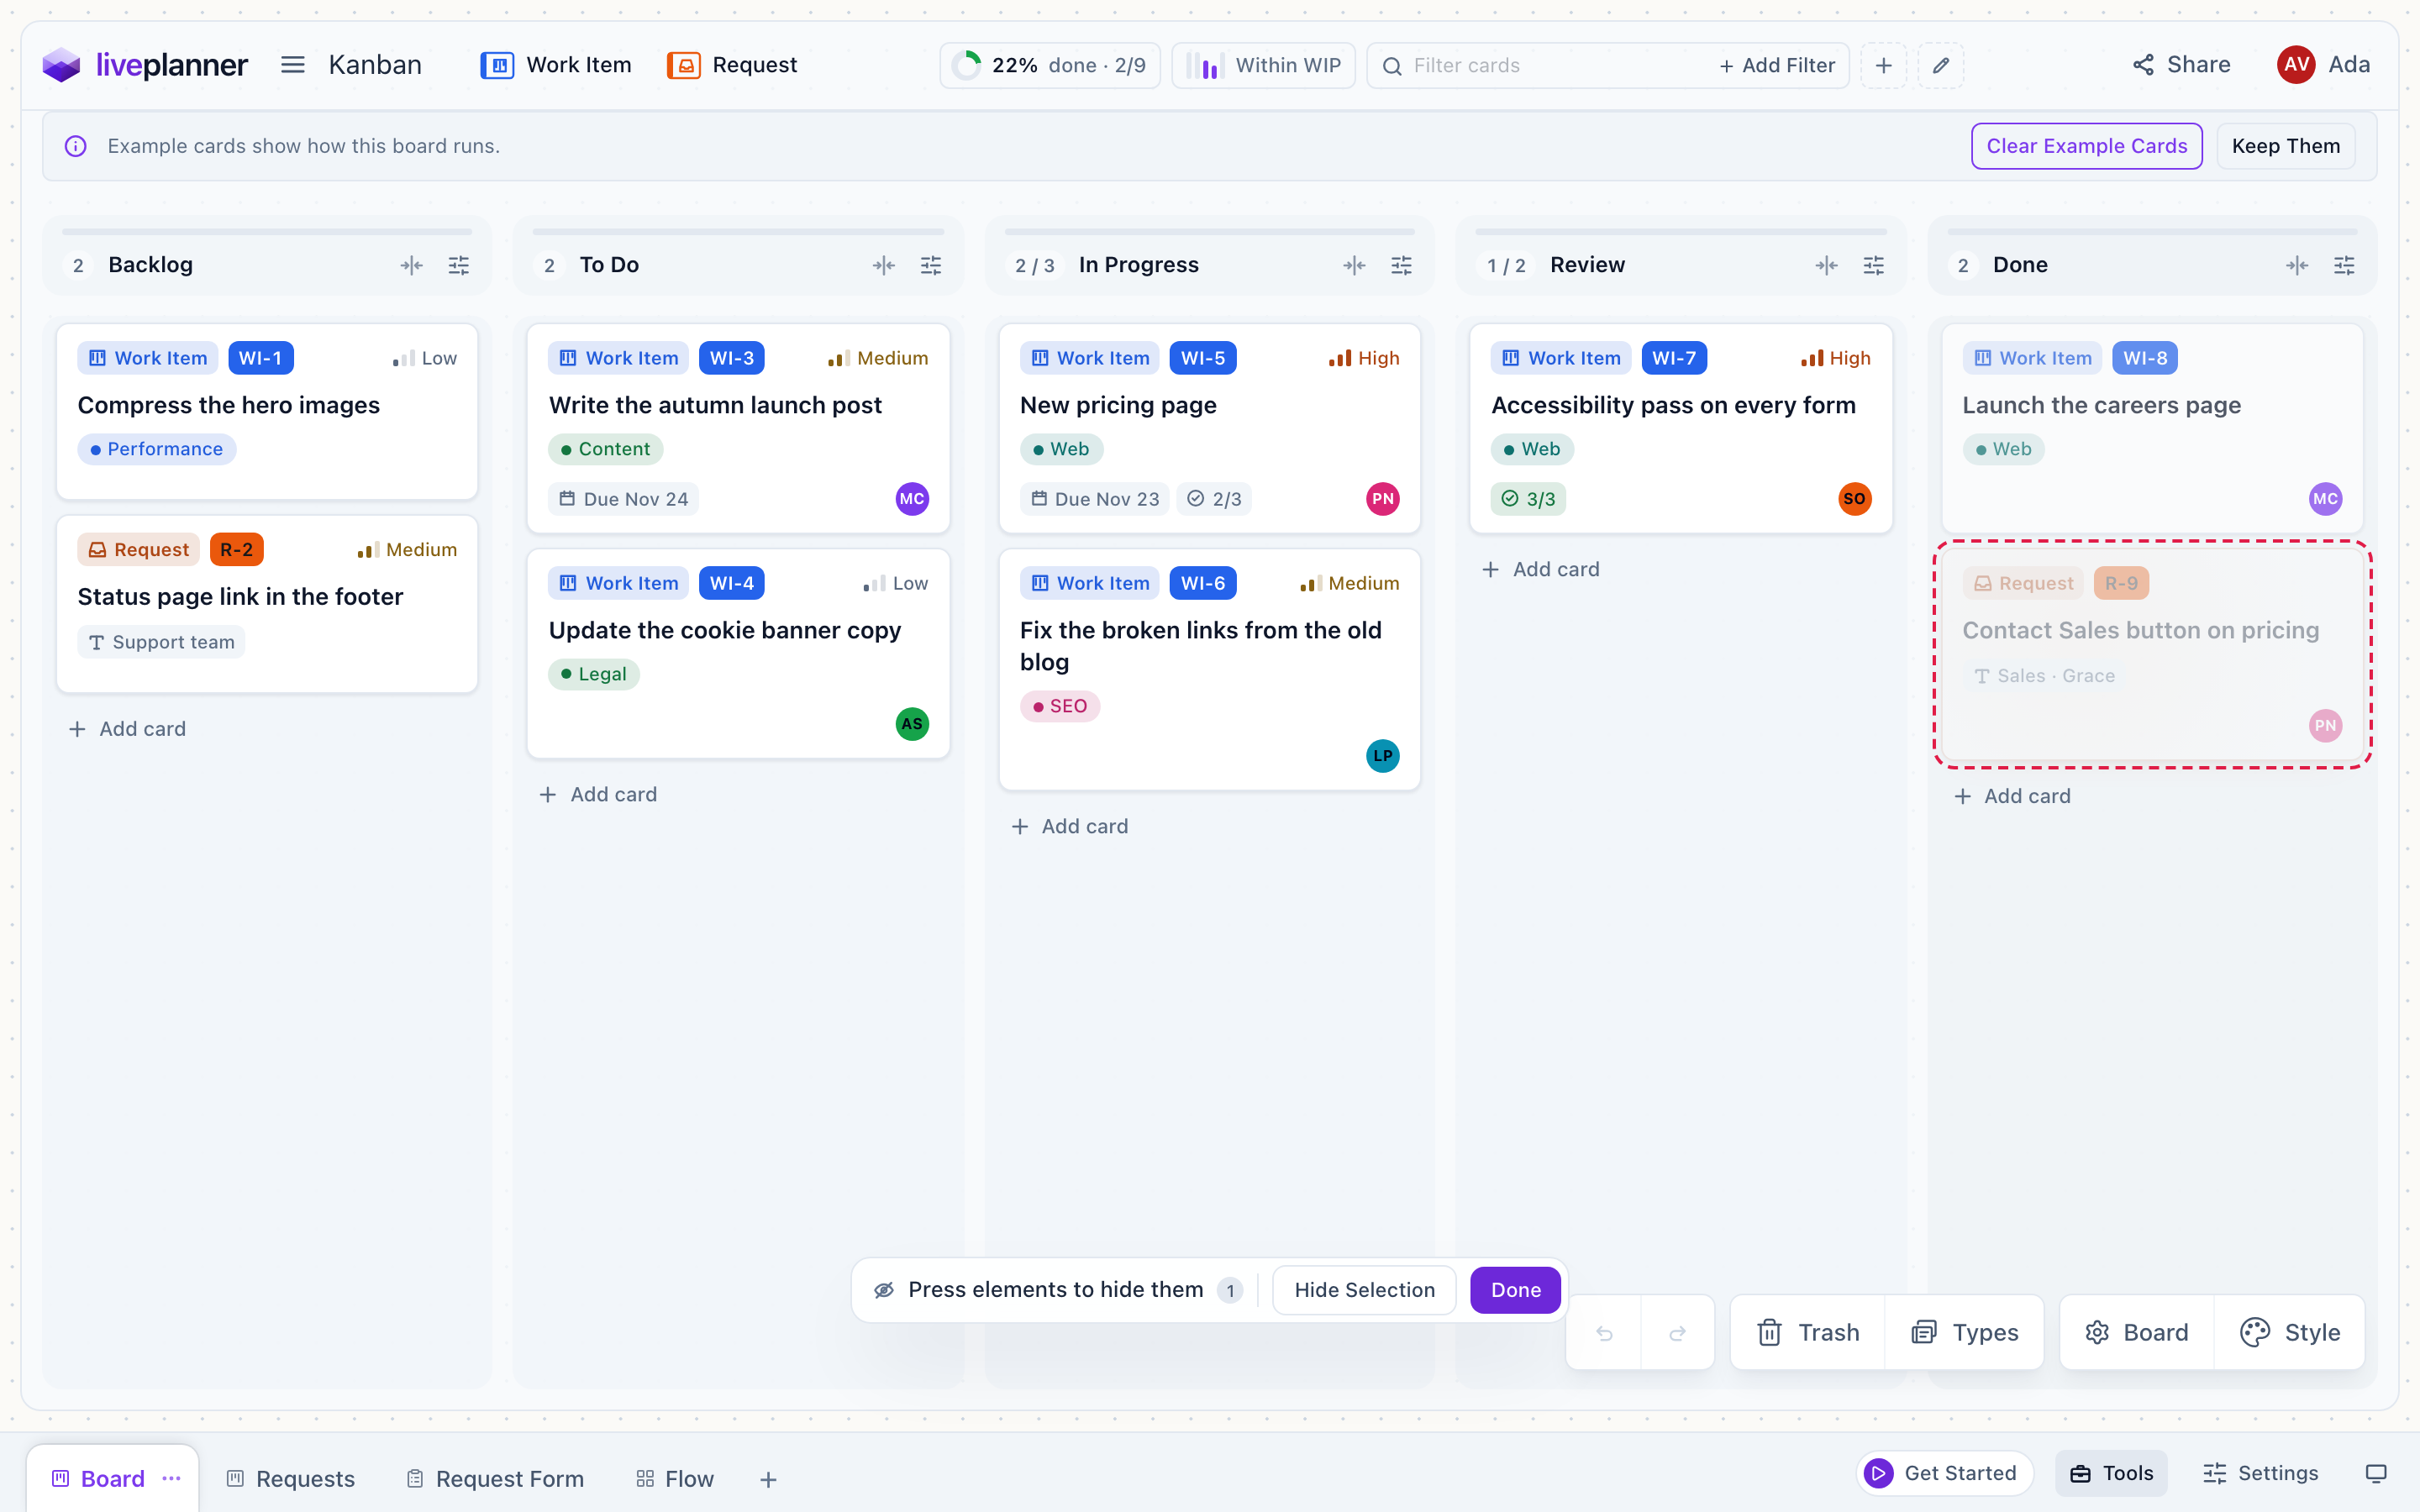 liveplanner
Kanban
Work Item
Request
22% done · 2/9
Within WIP
Filter cards
+ Add Filter
Share
AV
Ada
Example cards show how this board runs.
Clear Example Cards
Keep Them
2 Backlog
Work Item WI-1 Low
Compress the hero images
Performance
Request R-2 Medium
Status page link in the footer
Support team
+ Add card
2 To Do
Work Item WI-3 Medium
Write the autumn launch post
Content
Due Nov 24 MC
Work Item WI-4 Low
Update the cookie banner copy
Legal
AS
+ Add card
2 / 3 In Progress
Work Item WI-5 High
New pricing page
Web
Due Nov 23 2/3 PN
Work Item WI-6 Medium
Fix the broken links from the old
blog
SEO
LP
+ Add card
1 / 2 Review
Work Item WI-7 High
Accessibility pass on every form
Web
3/3 SO
+ Add card
2 Done
Work Item WI-8
Launch the careers page
Web
MC
Request R-9
Contact Sales button on pricing
Sales · Grace
PN
+ Add card
Press elements to hide them 1
Hide Selection
Done
Trash
Types
Board
Style
Board
Requests
Request Form
Flow
Get Started
Tools
Settings